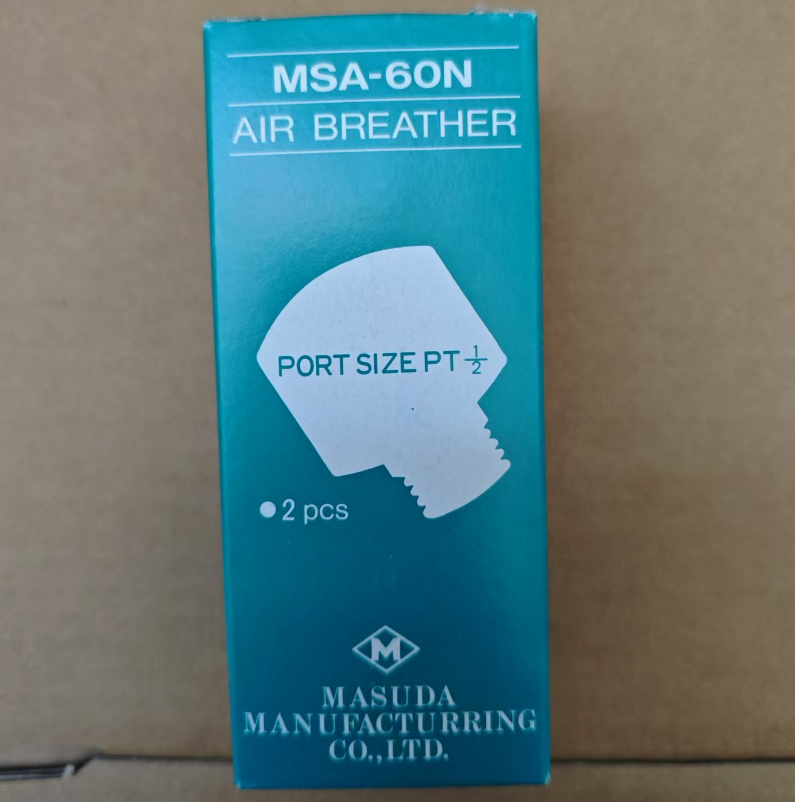 MSA-60N
AIR BREATHER
PORT SIZE PT 1/2
●2 pcs
M
MASUDA
MANUFACTURRING
CO.,LTD.